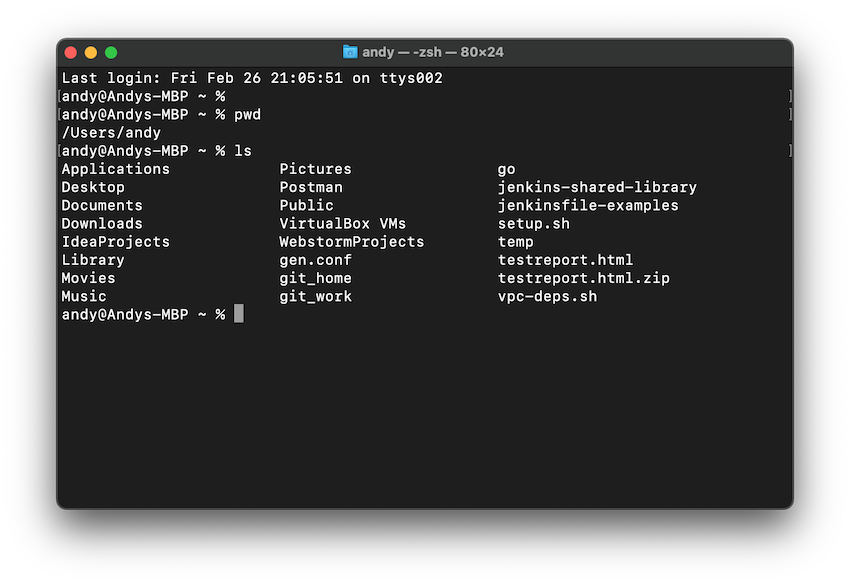 andy — -zsh — 80×24
Last login: Fri Feb 26 21:05:51 on ttys002
[andy@Andys-MBP ~ % ]
[andy@Andys-MBP ~ % pwd ]
/Users/andy
[andy@Andys-MBP ~ % ls ]
Applications Pictures go
Desktop Postman jenkins-shared-library
Documents Public jenkinsfile-examples
Downloads VirtualBox VMs setup.sh
IdeaProjects WebstormProjects temp
Library gen.conf testreport.html
Movies git_home testreport.html.zip
Music git_work vpc-deps.sh
andy@Andys-MBP ~ %